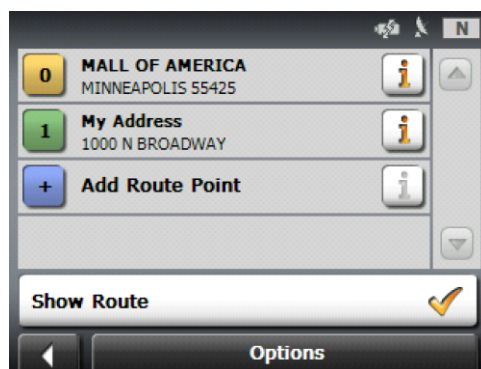 N
0 MALL OF AMERICA i
MINNEAPOLIS 55425
1 My Address i
1000 N BROADWAY
+ Add Route Point i
Show Route
Options